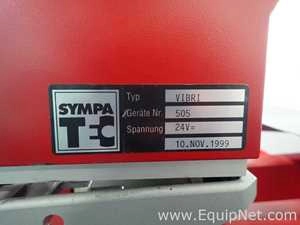 SYMPA
TEC
Typ VIBRI
Geräte Nr. 505
Spannung 24V=
10.NOV.1999
www.EquipNet.com